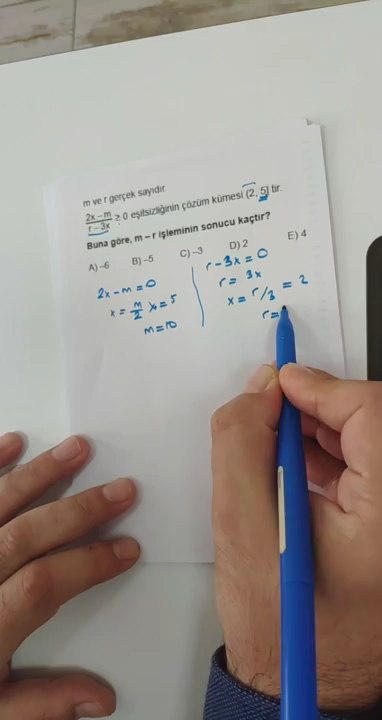 m ve r gerçek sayıdır.
2x – m / r – 3x ≥ 0 eşitsizliğinin çözüm kümesi (2, 5] tir.
Buna göre, m – r işleminin sonucu kaçtır?
A) –6 B) –5 C) –3 D) 2 E) 4
2x – m = 0
x = m/2 = 5
m = 10
r – 3x = 0
r = 3x
x = r/3 = 2
r =